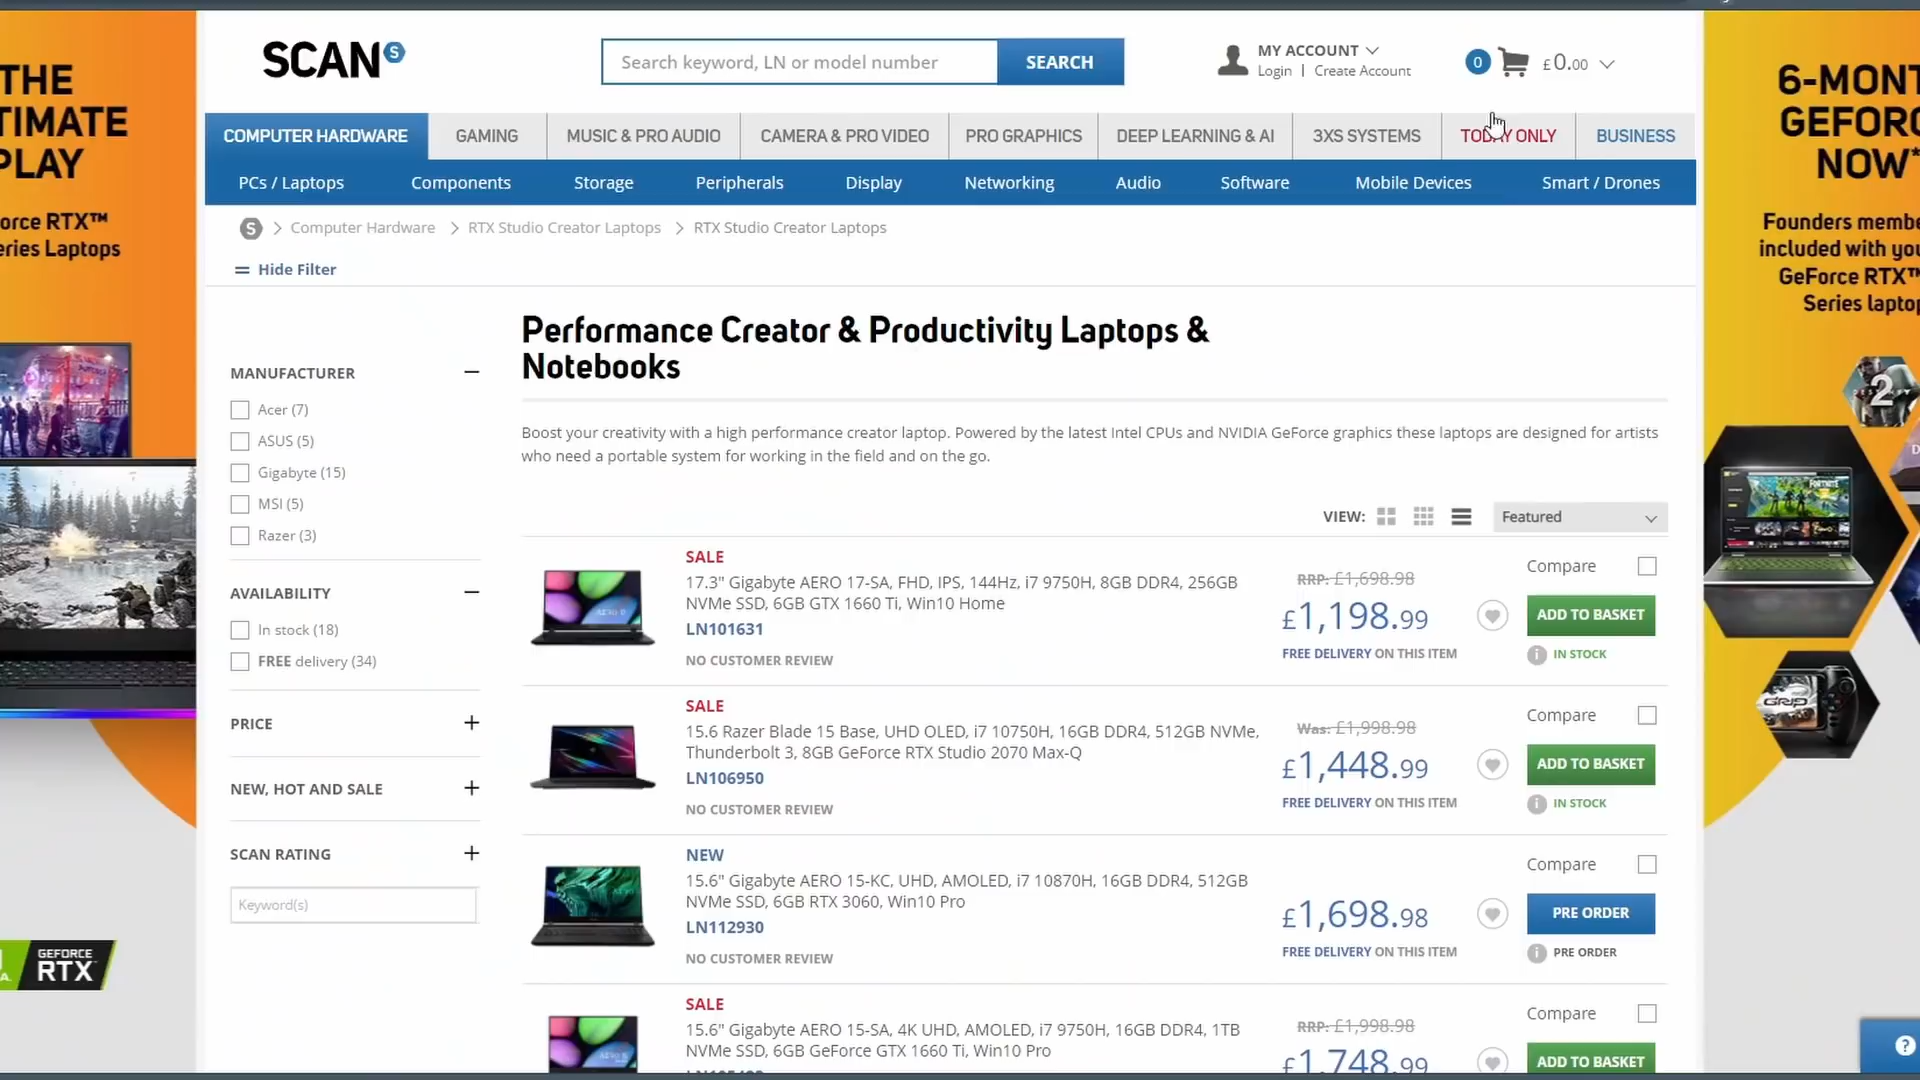 THE
TIMATE
PLAY
orce RTX™
eries Laptops
GEFORCE
RTX
SCAN S
Search keyword, LN or model number
SEARCH
MY ACCOUNT
Login | Create Account
0
£0.00
COMPUTER HARDWARE
GAMING
MUSIC & PRO AUDIO
CAMERA & PRO VIDEO
PRO GRAPHICS
DEEP LEARNING & AI
3XS SYSTEMS
TODAY ONLY
BUSINESS
PCs / Laptops
Components
Storage
Peripherals
Display
Networking
Audio
Software
Mobile Devices
Smart / Drones
S > Computer Hardware > RTX Studio Creator Laptops > RTX Studio Creator Laptops
Hide Filter
MANUFACTURER
Acer (7)
ASUS (5)
Gigabyte (15)
MSI (5)
Razer (3)
AVAILABILITY
In stock (18)
FREE delivery (34)
PRICE
NEW, HOT AND SALE
SCAN RATING
Keyword(s)
Performance Creator & Productivity Laptops &
Notebooks
Boost your creativity with a high performance creator laptop. Powered by the latest Intel CPUs and NVIDIA GeForce graphics these laptops are designed for artists
who need a portable system for working in the field and on the go.
VIEW:
Featured
SALE
17.3" Gigabyte AERO 17-SA, FHD, IPS, 144Hz, i7 9750H, 8GB DDR4, 256GB
NVMe SSD, 6GB GTX 1660 Ti, Win10 Home
LN101631
NO CUSTOMER REVIEW
RRP: £1,698.98
£1,198.99
FREE DELIVERY ON THIS ITEM
Compare
ADD TO BASKET
IN STOCK
SALE
15.6 Razer Blade 15 Base, UHD OLED, i7 10750H, 16GB DDR4, 512GB NVMe,
Thunderbolt 3, 8GB GeForce RTX Studio 2070 Max-Q
LN106950
NO CUSTOMER REVIEW
Was: £1,998.98
£1,448.99
FREE DELIVERY ON THIS ITEM
Compare
ADD TO BASKET
IN STOCK
NEW
15.6" Gigabyte AERO 15-KC, UHD, AMOLED, i7 10870H, 16GB DDR4, 512GB
NVMe SSD, 6GB RTX 3060, Win10 Pro
LN112930
NO CUSTOMER REVIEW
£1,698.98
FREE DELIVERY ON THIS ITEM
Compare
PRE ORDER
PRE ORDER
SALE
15.6" Gigabyte AERO 15-SA, 4K UHD, AMOLED, i7 9750H, 16GB DDR4, 1TB
NVMe SSD, 6GB GeForce GTX 1660 Ti, Win10 Pro
RRP: £1,998.98
£1,748.99
Compare
ADD TO BASKET
6-MONT
GEFORC
NOW*
Founders membe
included with you
GeForce RTX™
Series laptop
2
FORTNITE
GRIP
?